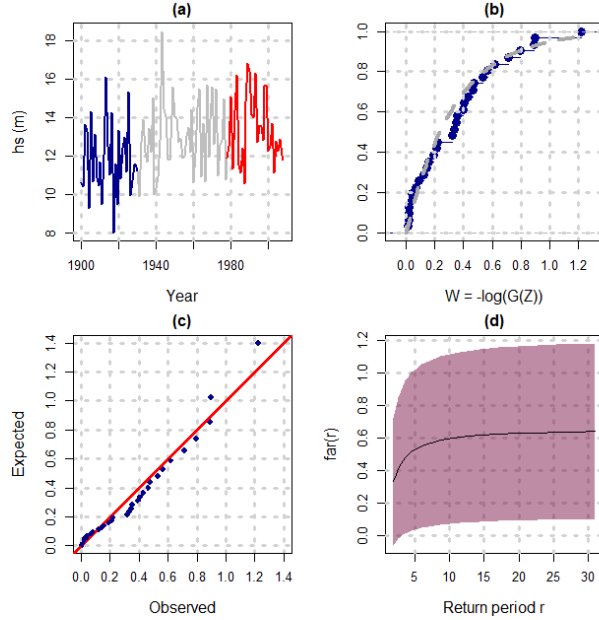 (a)
hs (m)
18
16
14
12
10
8
1900
1940
1980
Year
(b)
1.0
0.8
0.6
0.4
0.2
0.0
0.0 0.2 0.4 0.6 0.8 1.0 1.2
W = -log(G(Z))
(c)
Expected
1.4
1.2
1.0
0.8
0.6
0.4
0.2
0.0
0.0 0.2 0.4 0.6 0.8 1.0 1.2 1.4
Observed
(d)
far(r)
1.2
1.0
0.8
0.6
0.4
0.2
0.0
5 10 15 20 25 30
Return period r